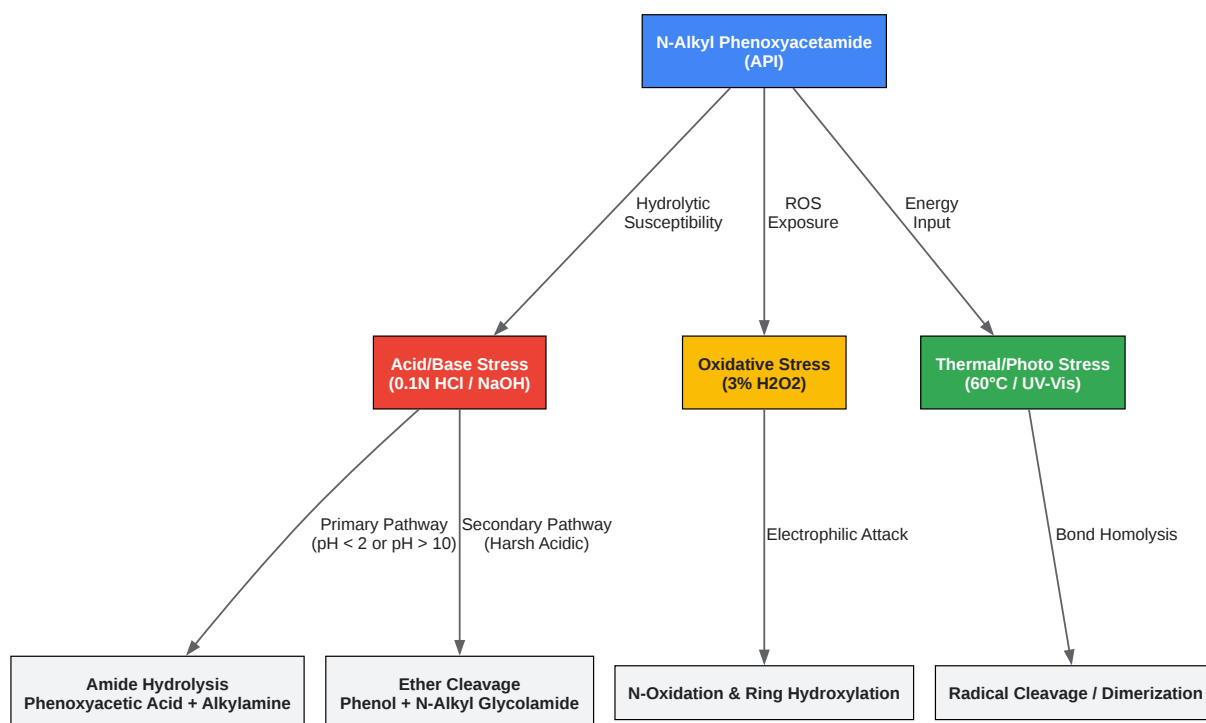 N-Alkyl Phenoxyacetamide
(API)
Hydrolytic
Susceptibility
ROS
Exposure
Energy
Input
Acid/Base Stress
(0.1N HCl / NaOH)
Oxidative Stress
(3% H2O2)
Thermal/Photo Stress
(60°C / UV-Vis)
Primary Pathway
(pH < 2 or pH > 10)
Secondary Pathway
(Harsh Acidic)
Electrophilic Attack
Bond Homolysis
Amide Hydrolysis
Phenoxyacetic Acid + Alkylamine
Ether Cleavage
Phenol + N-Alkyl Glycolamide
N-Oxidation & Ring Hydroxylation
Radical Cleavage / Dimerization